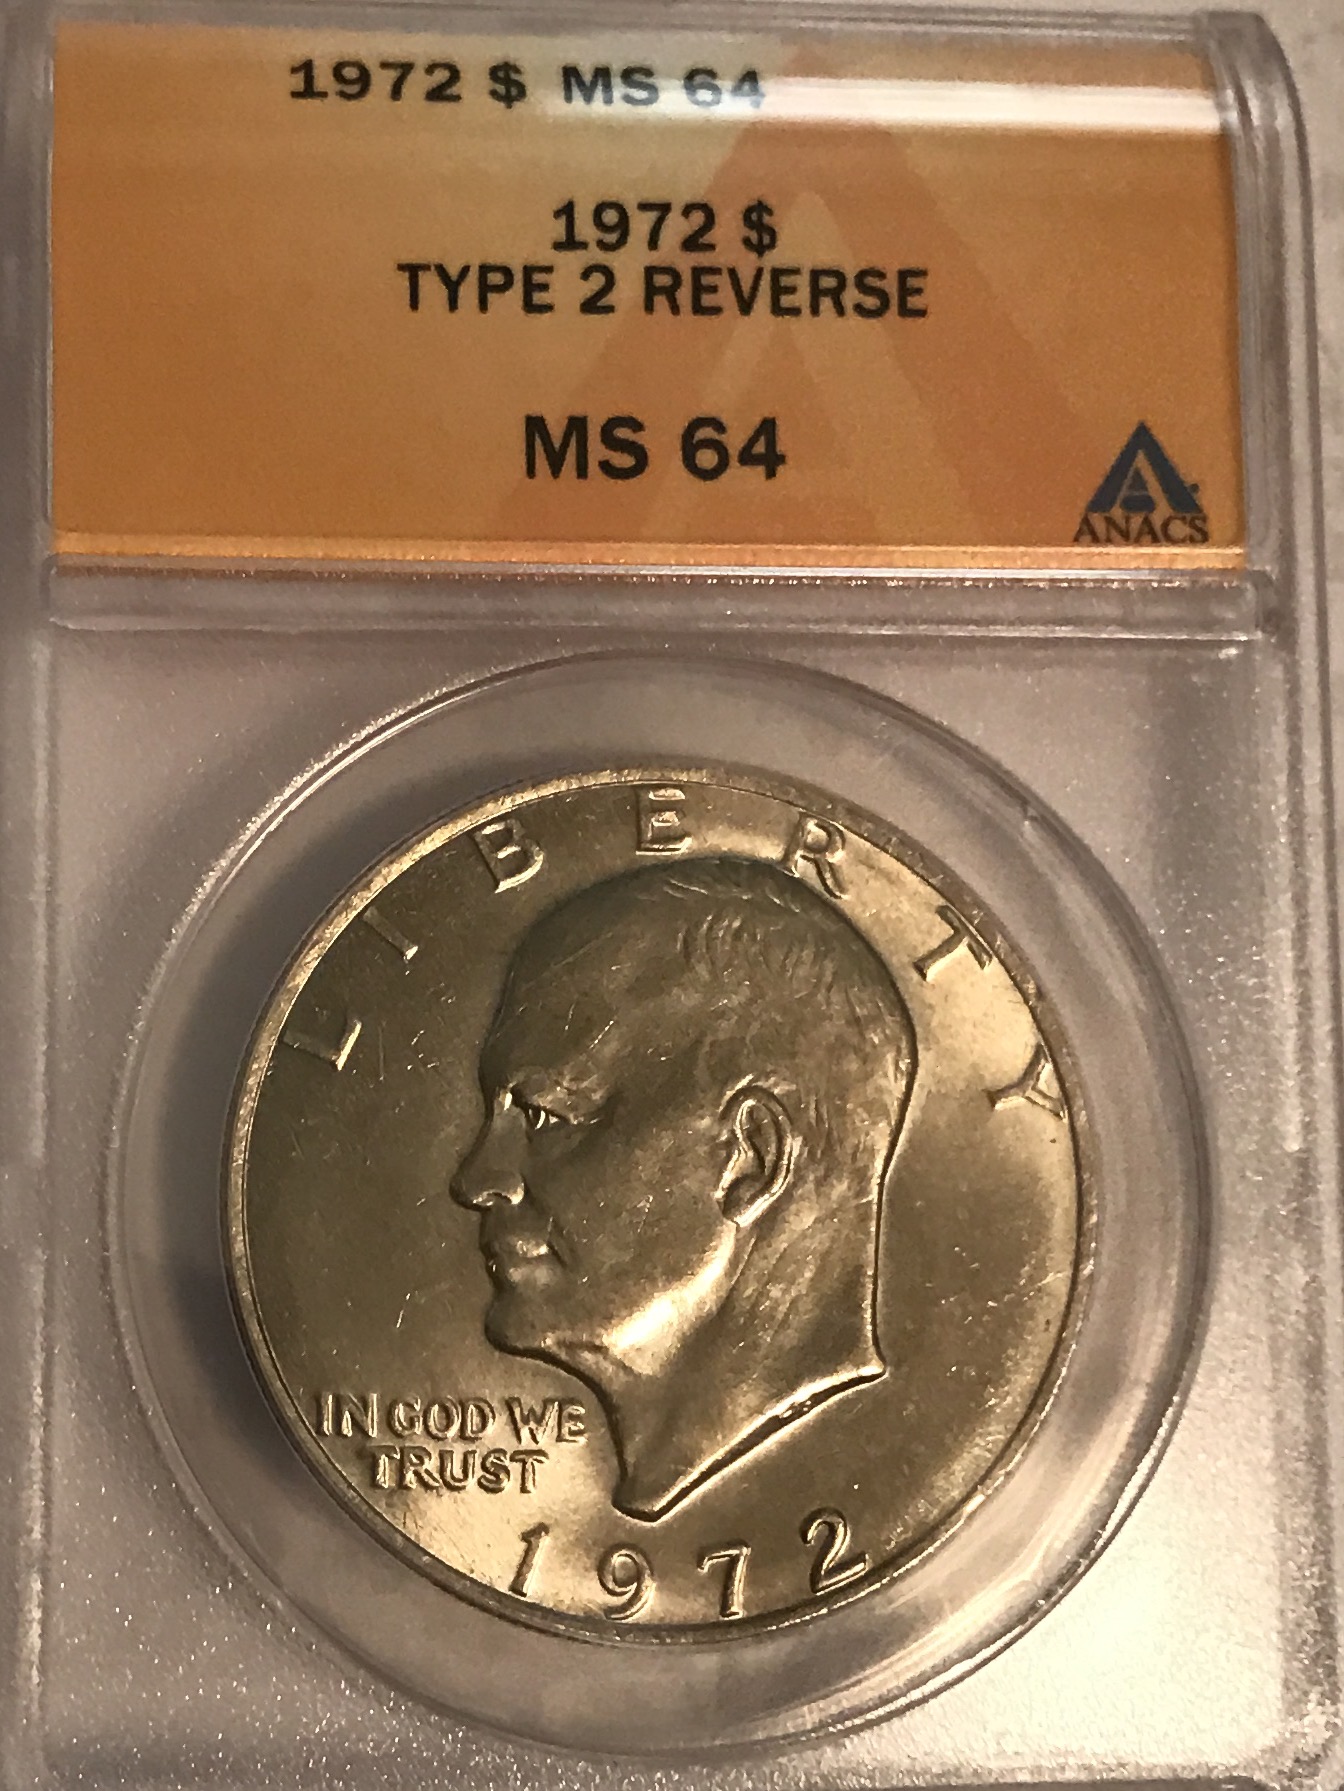 1972 $ MS 64
1972 $
TYPE 2 REVERSE
MS 64
ANACS
LIBERTY
IN GOD WE
TRUST
1972